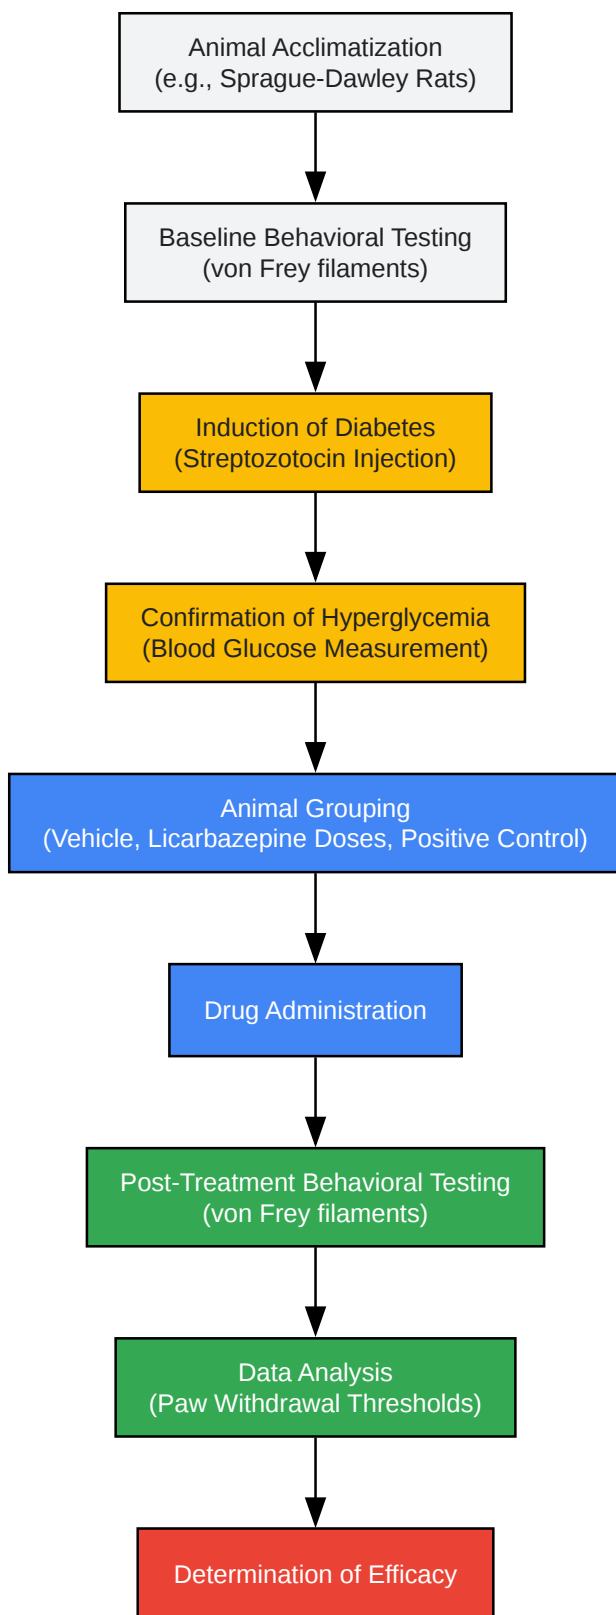 Animal Acclimatization
(e.g., Sprague-Dawley Rats)
Baseline Behavioral Testing
(von Frey filaments)
Induction of Diabetes
(Streptozotocin Injection)
Confirmation of Hyperglycemia
(Blood Glucose Measurement)
Animal Grouping
(Vehicle, Licarbazepine Doses, Positive Control)
Drug Administration
Post-Treatment Behavioral Testing
(von Frey filaments)
Data Analysis
(Paw Withdrawal Thresholds)
Determination of Efficacy